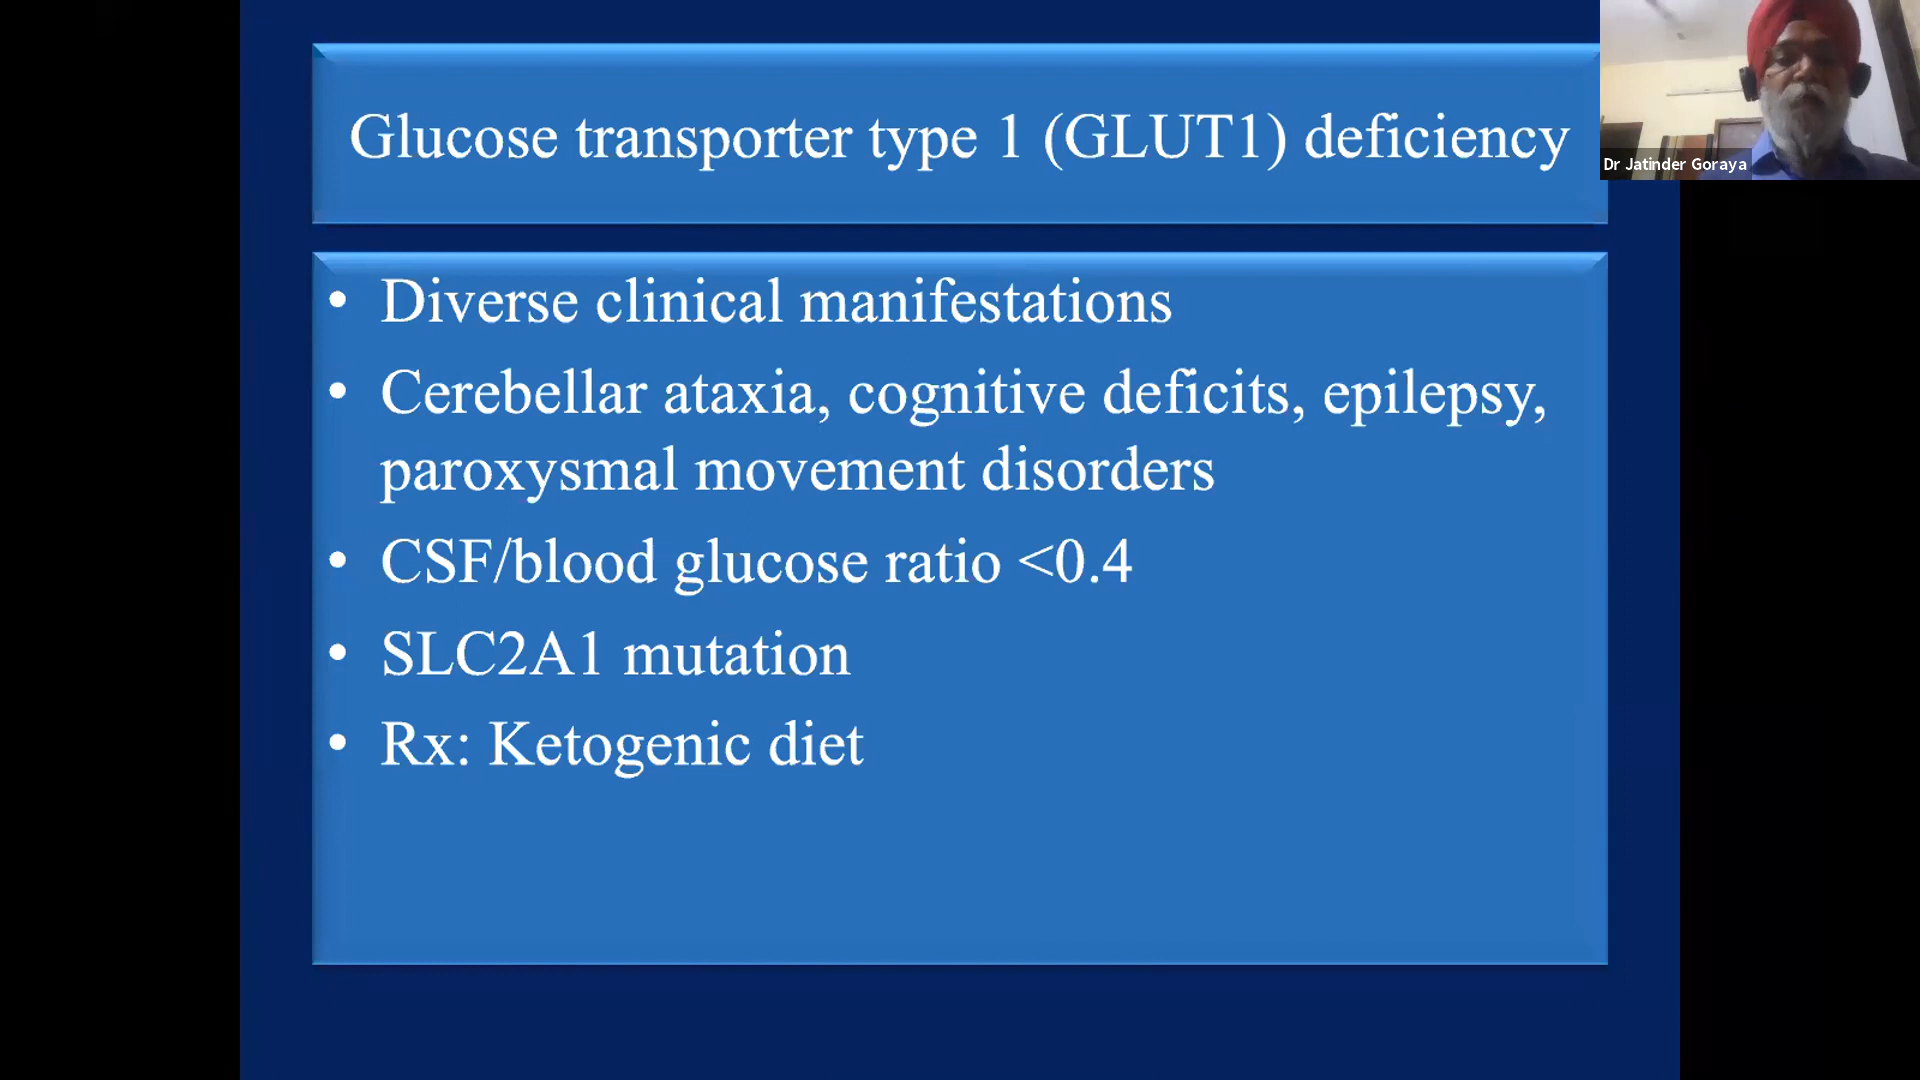 Glucose transporter type 1 (GLUT1) deficiency
Dr Jatinder Goraya
• Diverse clinical manifestations
• Cerebellar ataxia, cognitive deficits, epilepsy,
paroxysmal movement disorders
• CSF/blood glucose ratio <0.4
• SLC2A1 mutation
• Rx: Ketogenic diet